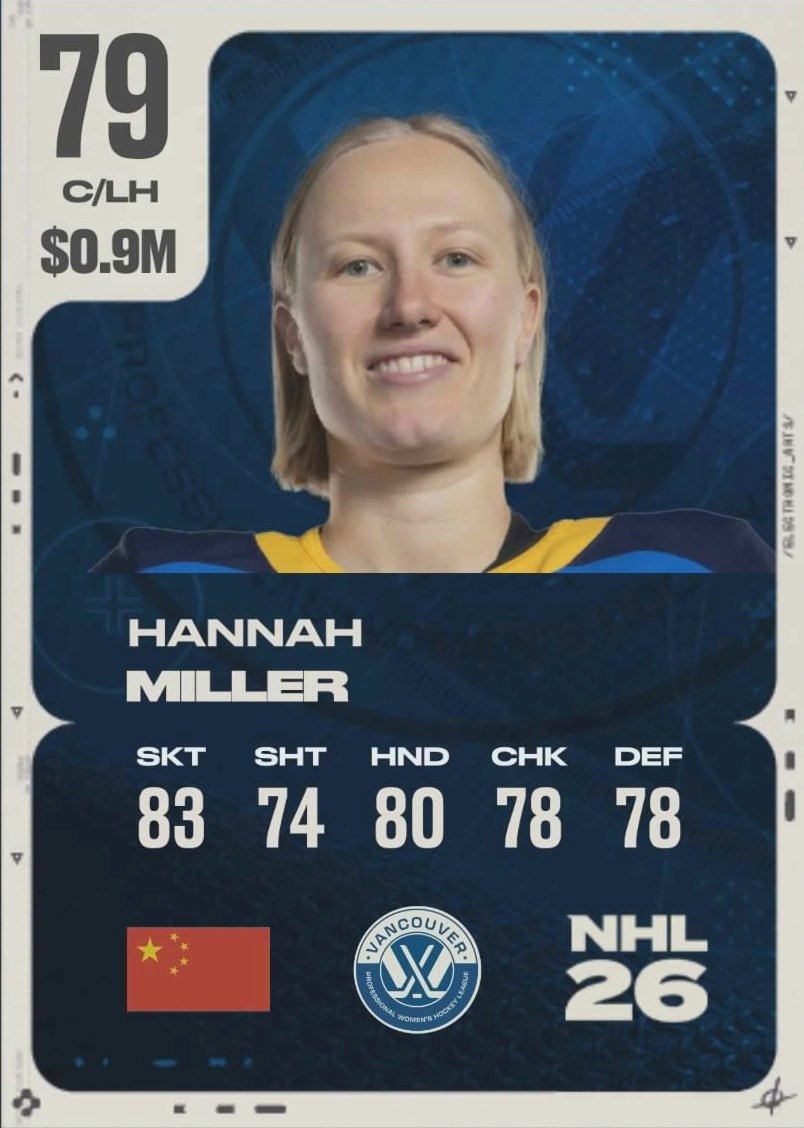 79
C/LH
$0.9M
HANNAH
MILLER
SKT SHT HND CHK DEF
83 74 80 78 78
VANCOUVER
PROFESSIONAL WOMEN'S HOCKEY LEAGUE
NHL
26
/ELECTRONIC_ARTS/